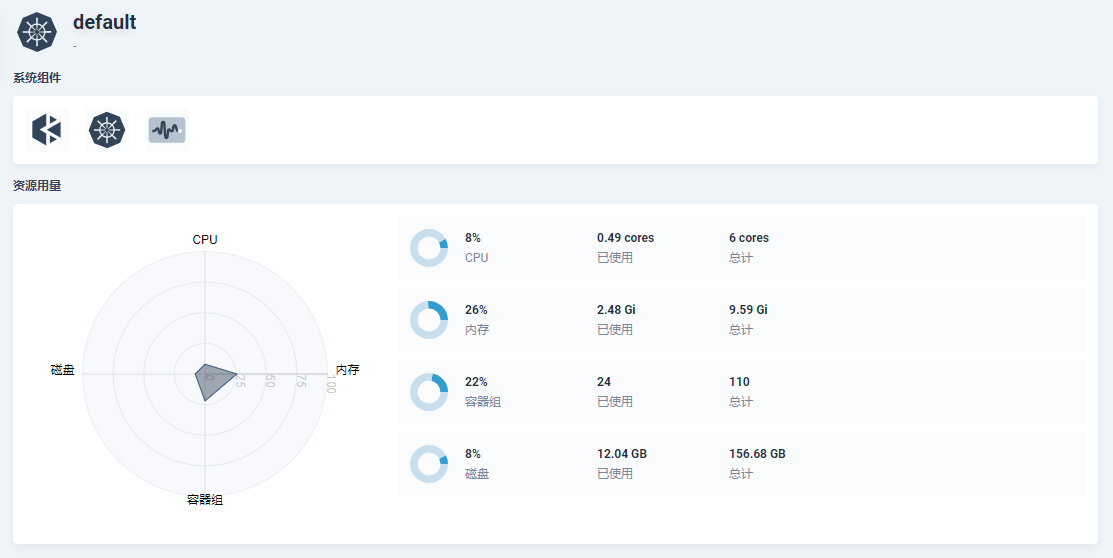 default
-
系统组件
资源用量
CPU
磁盘
内存
0
25
50
75
100
容器组
8%
0.49 cores
6 cores
CPU
已使用
总计
26%
2.48 Gi
9.59 Gi
内存
已使用
总计
22%
24
110
容器组
已使用
总计
8%
12.04 GB
156.68 GB
磁盘
已使用
总计